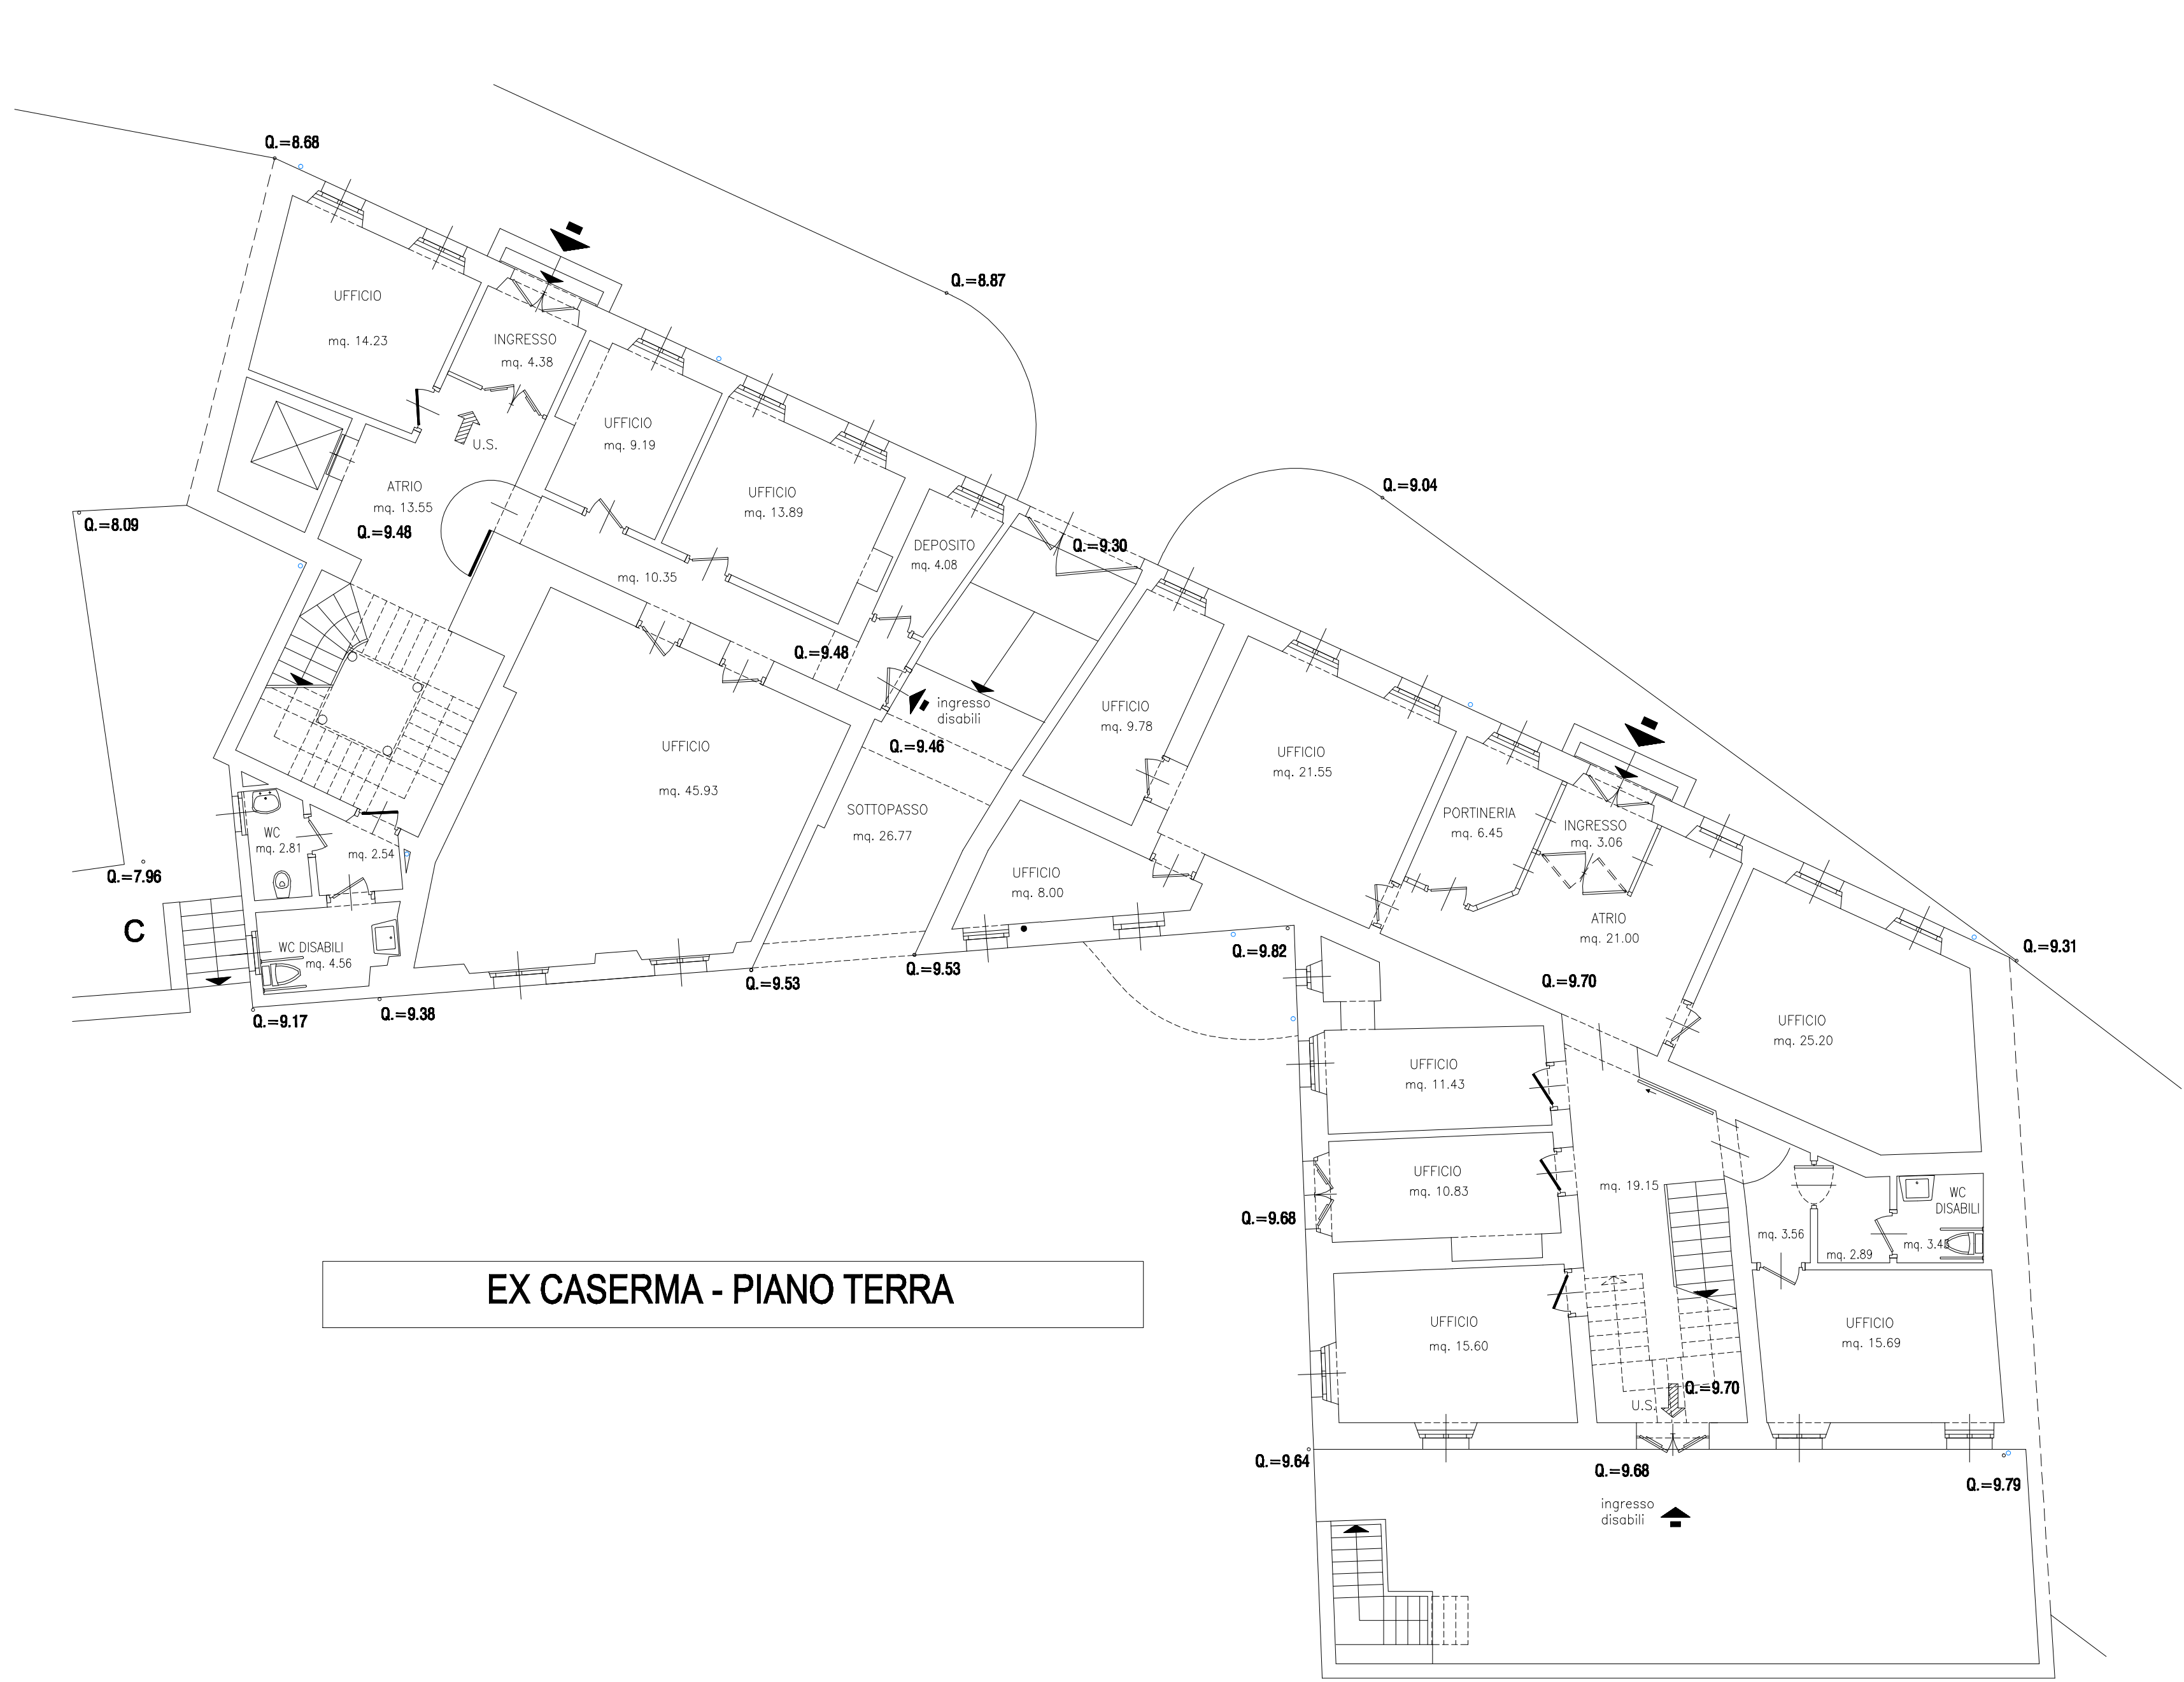 Q.=8.68
Q.=8.87
UFFICIO
mq. 14.23
INGRESSO
mq. 4.38
UFFICIO
mq. 9.19
U.S.
ATRIO
mq. 13.55
Q.=9.48
UFFICIO
mq. 13.89
Q.=9.04
Q.=8.09
DEPOSITO
mq. 4.08
Q.=9.30
mq. 10.35
Q.=9.48
ingresso
disabili
Q.=9.46
UFFICIO
mq. 9.78
UFFICIO
mq. 45.93
UFFICIO
mq. 21.55
SOTTOPASSO
mq. 26.77
PORTINERIA
mq. 6.45
INGRESSO
mq. 3.06
WC
mq. 2.81
mq. 2.54
Q.=7.96
UFFICIO
mq. 8.00
C
WC DISABILI
mq. 4.56
ATRIO
mq. 21.00
Q.=9.82
Q.=9.31
Q.=9.53
Q.=9.53
Q.=9.70
Q.=9.17
Q.=9.38
UFFICIO
mq. 25.20
UFFICIO
mq. 11.43
UFFICIO
mq. 10.83
mq. 19.15
WC
DISABILI
Q.=9.68
mq. 3.56
mq. 2.89
EX CASERMA - PIANO TERRA
UFFICIO
mq. 15.60
UFFICIO
mq. 15.69
Q.=9.70
U.S.
Q.=9.64
Q.=9.68
Q.=9.79
ingresso
disabili